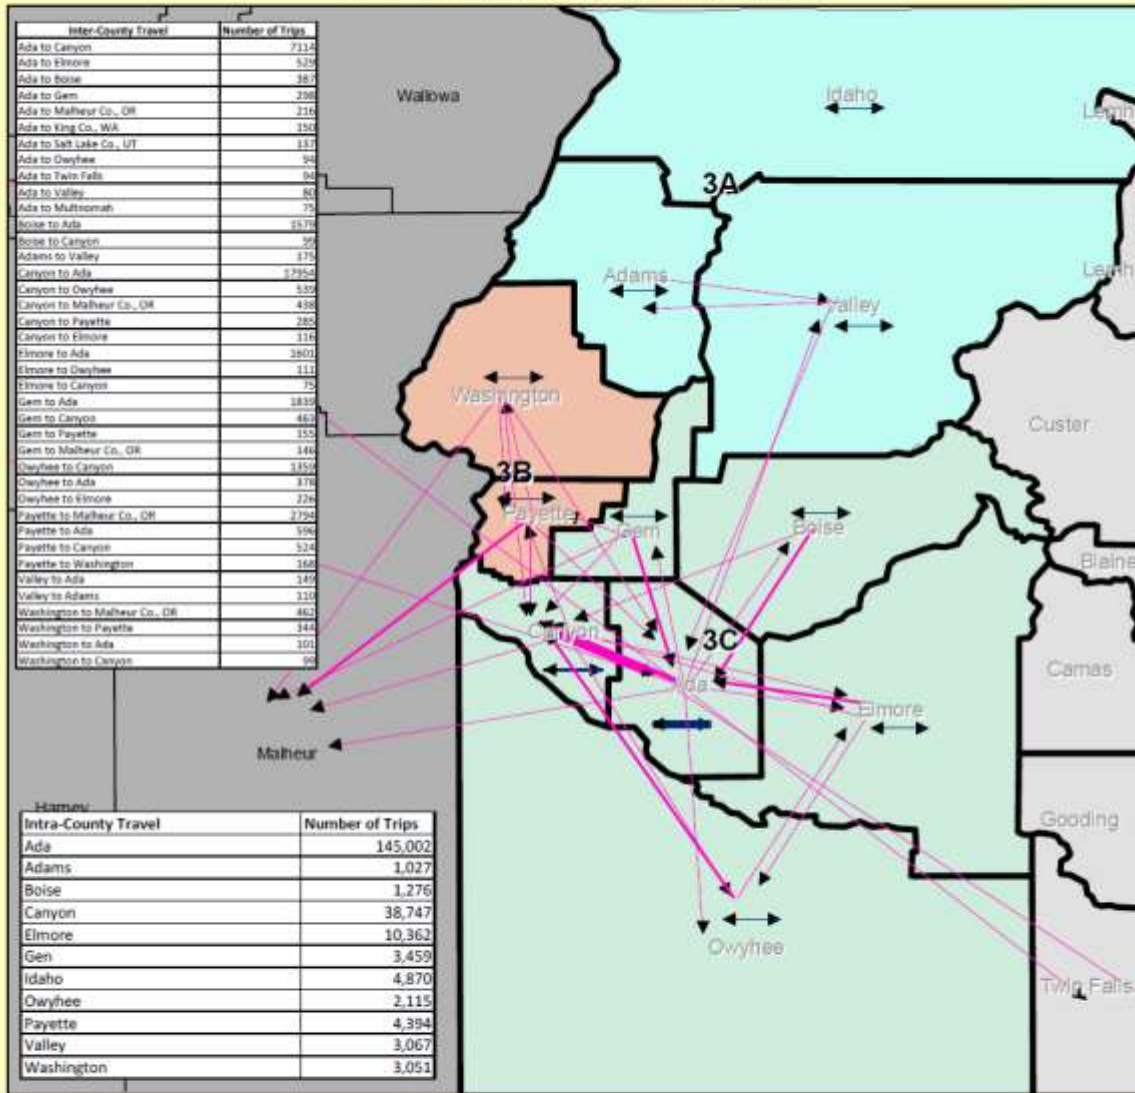 Inter-County Travel Number of Trips
Ada to Canyon 7114
Ada to Elmore 529
Ada to Boise 387
Ada to Gem 298
Ada to Malheur Co., OR 216
Ada to King Co., WA 150
Ada to Salt Lake Co., UT 137
Ada to Owyhee 94
Ada to Twin Falls 94
Ada to Valley 80
Ada to Multnomah 75
Boise to Ada 1579
Boise to Canyon 99
Adams to Valley 175
Canyon to Ada 17954
Canyon to Owyhee 539
Canyon to Malheur Co., OR 438
Canyon to Payette 285
Canyon to Elmore 116
Elmore to Ada 1601
Elmore to Owyhee 111
Elmore to Canyon 75
Gem to Ada 1839
Gem to Canyon 463
Gem to Payette 155
Gem to Malheur Co., OR 146
Owyhee to Canyon 1359
Owyhee to Ada 378
Owyhee to Elmore 226
Payette to Malheur Co., OR 2794
Payette to Ada 596
Payette to Canyon 524
Payette to Washington 168
Valley to Ada 149
Valley to Adams 110
Washington to Malheur Co., OR 462
Washington to Payette 344
Washington to Ada 101
Washington to Canyon 99
Wallowa
Idaho
Lemh
3A
Adams
Lemh
Valley
Washington
Custer
3B
Payette
Gem
Boise
Blaine
Canyon
3C
Camas
Ada
Elmore
Malheur
Harney
Gooding
Owyhee
Twin Falls
Intra-County Travel Number of Trips
Ada 145,002
Adams 1,027
Boise 1,276
Canyon 38,747
Elmore 10,362
Gen 3,459
Idaho 4,870
Owyhee 2,115
Payette 4,394
Valley 3,067
Washington 3,051